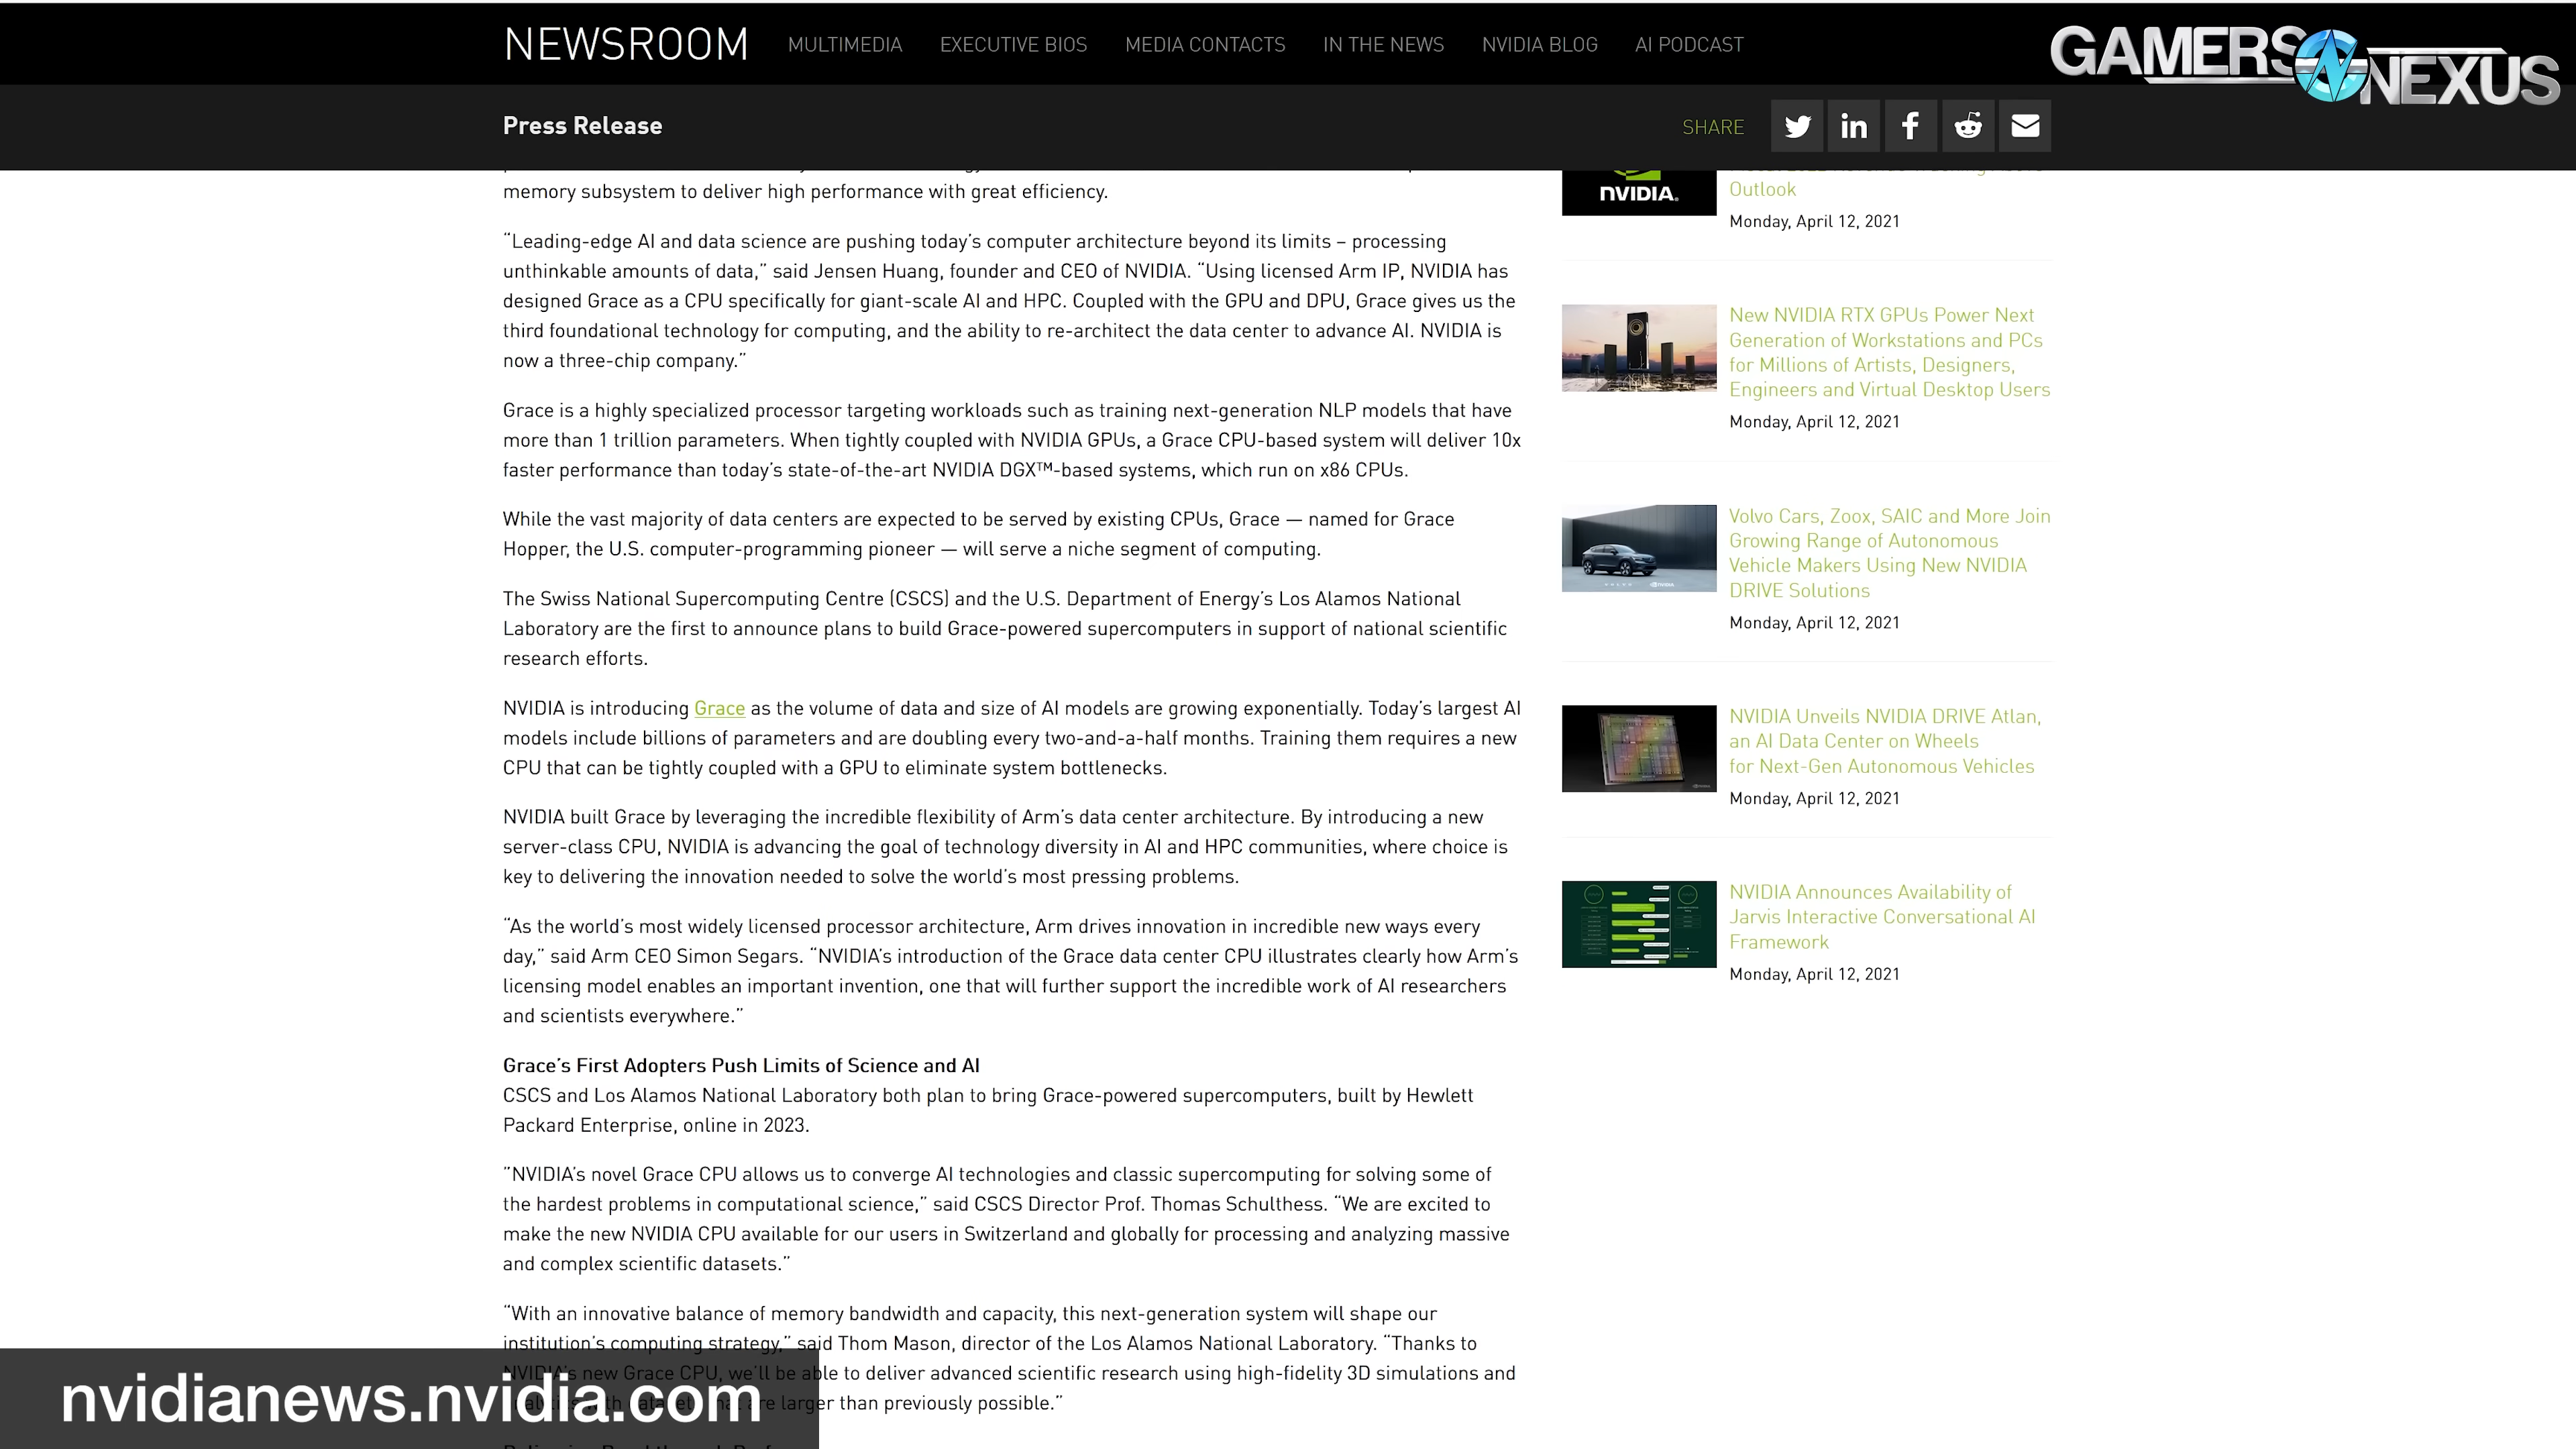 NEWSROOM
MULTIMEDIA
EXECUTIVE BIOS
MEDIA CONTACTS
IN THE NEWS
NVIDIA BLOG
AI PODCAST
GAMERS NEXUS
Press Release
SHARE
memory subsystem to deliver high performance with great efficiency.
“Leading-edge AI and data science are pushing today’s computer architecture beyond its limits – processing
unthinkable amounts of data,” said Jensen Huang, founder and CEO of NVIDIA. “Using licensed Arm IP, NVIDIA has
designed Grace as a CPU specifically for giant-scale AI and HPC. Coupled with the GPU and DPU, Grace gives us the
third foundational technology for computing, and the ability to re-architect the data center to advance AI. NVIDIA is
now a three-chip company.”
Grace is a highly specialized processor targeting workloads such as training next-generation NLP models that have
more than 1 trillion parameters. When tightly coupled with NVIDIA GPUs, a Grace CPU-based system will deliver 10x
faster performance than today’s state-of-the-art NVIDIA DGX™-based systems, which run on x86 CPUs.
While the vast majority of data centers are expected to be served by existing CPUs, Grace — named for Grace
Hopper, the U.S. computer-programming pioneer — will serve a niche segment of computing.
The Swiss National Supercomputing Centre (CSCS) and the U.S. Department of Energy’s Los Alamos National
Laboratory are the first to announce plans to build Grace-powered supercomputers in support of national scientific
research efforts.
NVIDIA is introducing Grace as the volume of data and size of AI models are growing exponentially. Today’s largest AI
models include billions of parameters and are doubling every two-and-a-half months. Training them requires a new
CPU that can be tightly coupled with a GPU to eliminate system bottlenecks.
NVIDIA built Grace by leveraging the incredible flexibility of Arm’s data center architecture. By introducing a new
server-class CPU, NVIDIA is advancing the goal of technology diversity in AI and HPC communities, where choice is
key to delivering the innovation needed to solve the world’s most pressing problems.
“As the world’s most widely licensed processor architecture, Arm drives innovation in incredible new ways every
day,” said Arm CEO Simon Segars. “NVIDIA’s introduction of the Grace data center CPU illustrates clearly how Arm’s
licensing model enables an important invention, one that will further support the incredible work of AI researchers
and scientists everywhere.”
Grace’s First Adopters Push Limits of Science and AI
CSCS and Los Alamos National Laboratory both plan to bring Grace-powered supercomputers, built by Hewlett
Packard Enterprise, online in 2023.
”NVIDIA’s novel Grace CPU allows us to converge AI technologies and classic supercomputing for solving some of
the hardest problems in computational science,” said CSCS Director Prof. Thomas Schulthess. “We are excited to
make the new NVIDIA CPU available for our users in Switzerland and globally for processing and analyzing massive
and complex scientific datasets.”
“With an innovative balance of memory bandwidth and capacity, this next-generation system will shape our
institution’s computing strategy,” said Thom Mason, director of the Los Alamos National Laboratory. “Thanks to
NVIDIA’s new Grace CPU, we’ll be able to deliver advanced scientific research using high-fidelity 3D simulations and
larger than previously possible.”
NVIDIA
Outlook
Monday, April 12, 2021
New NVIDIA RTX GPUs Power Next
Generation of Workstations and PCs
for Millions of Artists, Designers,
Engineers and Virtual Desktop Users
Monday, April 12, 2021
Volvo Cars, Zoox, SAIC and More Join
Growing Range of Autonomous
Vehicle Makers Using New NVIDIA
DRIVE Solutions
Monday, April 12, 2021
NVIDIA Unveils NVIDIA DRIVE Atlan,
an AI Data Center on Wheels
for Next-Gen Autonomous Vehicles
Monday, April 12, 2021
NVIDIA Announces Availability of
Jarvis Interactive Conversational AI
Framework
Monday, April 12, 2021
nvidianews.nvidia.com